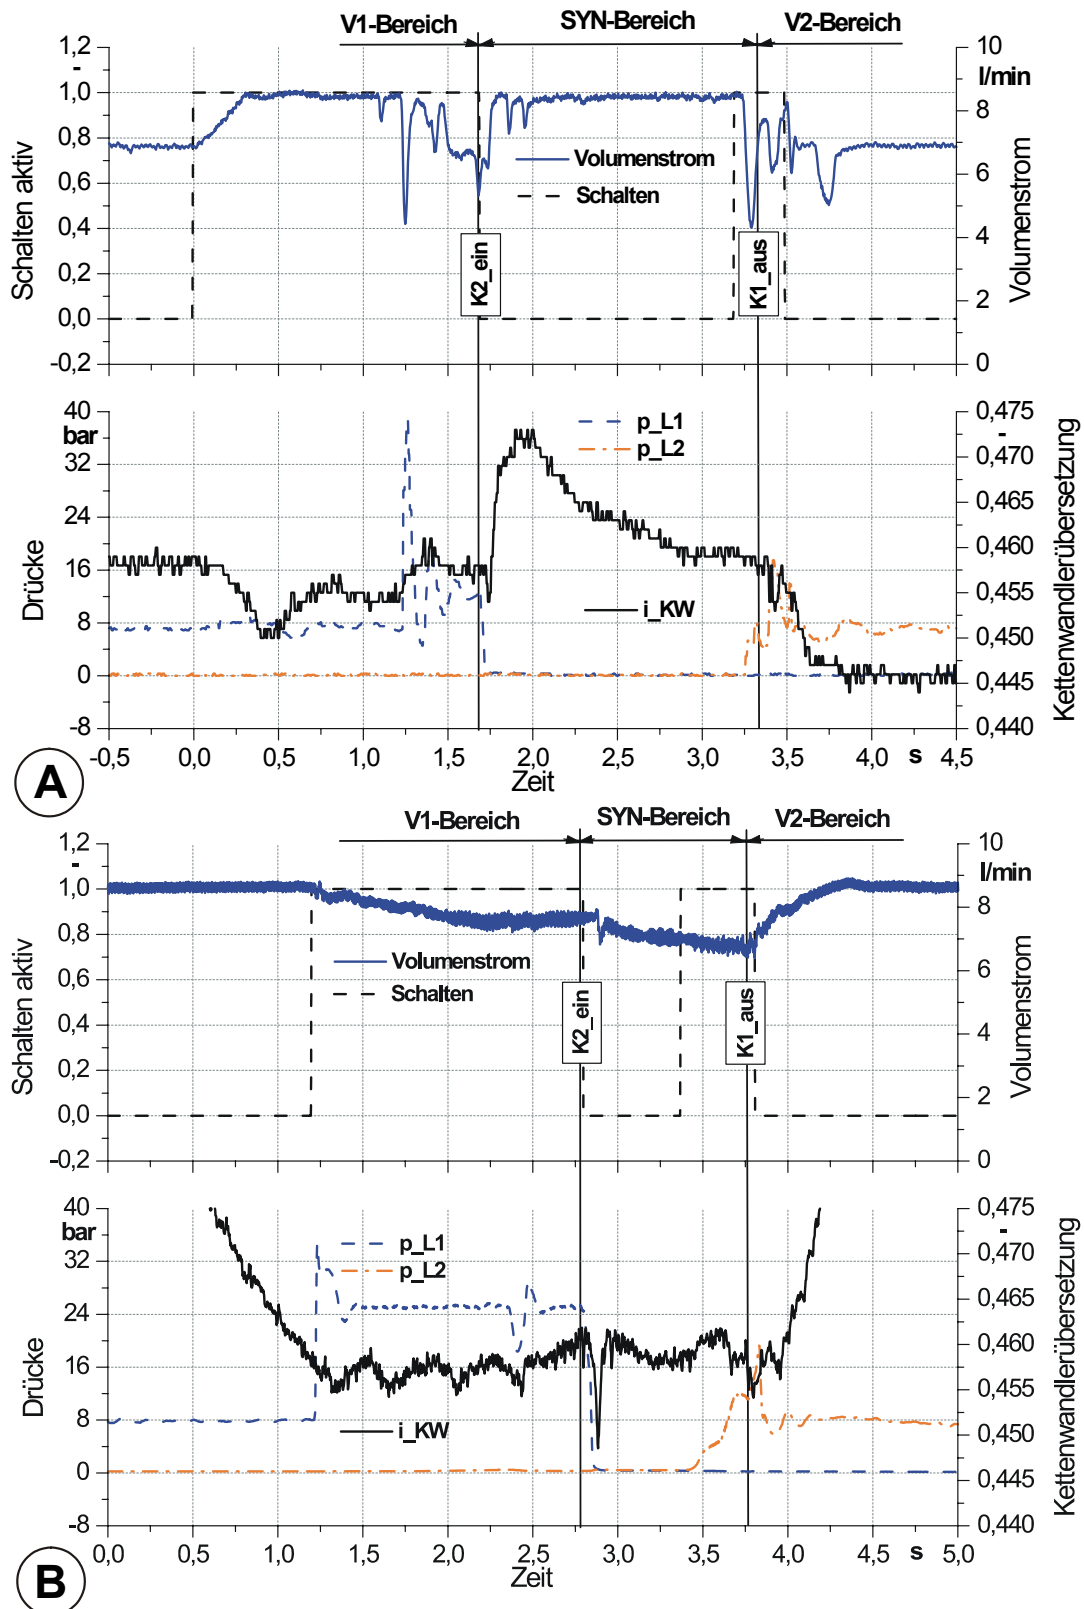 V1-Bereich SYN-Bereich V2-Bereich
1,2 10
- l/min
1,0 8
0,8
Volumenstrom 6
0,6
Schalten
0,4 4
K2_ein K1_aus
0,2
0,0 2
-0,2 0
Schalten aktiv
Volumenstrom
40 0,475
bar -
p_L1
32 p_L2 0,470
24 0,465
16 0,460
i_KW 0,455
8 0,450
0 0,445
-8 0,440
Drücke
Kettenwandlerübersetzung
-0,5 0,0 0,5 1,0 1,5 2,0 2,5 3,0 3,5 4,0 s 4,5
Zeit
A
V1-Bereich SYN-Bereich V2-Bereich
1,2 10
- l/min
1,0 8
0,8
Volumenstrom 6
0,6
Schalten
0,4 4
K2_ein K1_aus
0,2
0,0 2
-0,2 0
Schalten aktiv
Volumenstrom
40 0,475
bar -
p_L1
32 p_L2 0,470
24 0,465
16 0,460
0,455
8 i_KW 0,450
0 0,445
-8 0,440
Drücke
Kettenwandlerübersetzung
0,0 0,5 1,0 1,5 2,0 2,5 3,0 3,5 4,0 4,5 s 5,0
Zeit
B